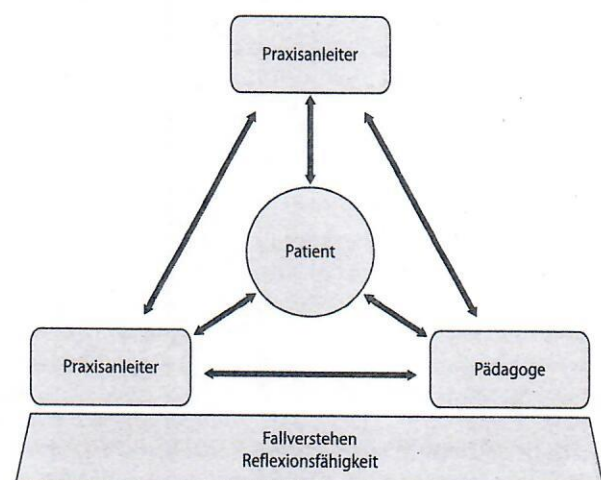 Praxisanleiter
Patient
Praxisanleiter
Pädagoge
Fallverstehen
Reflexionsfähigkeit